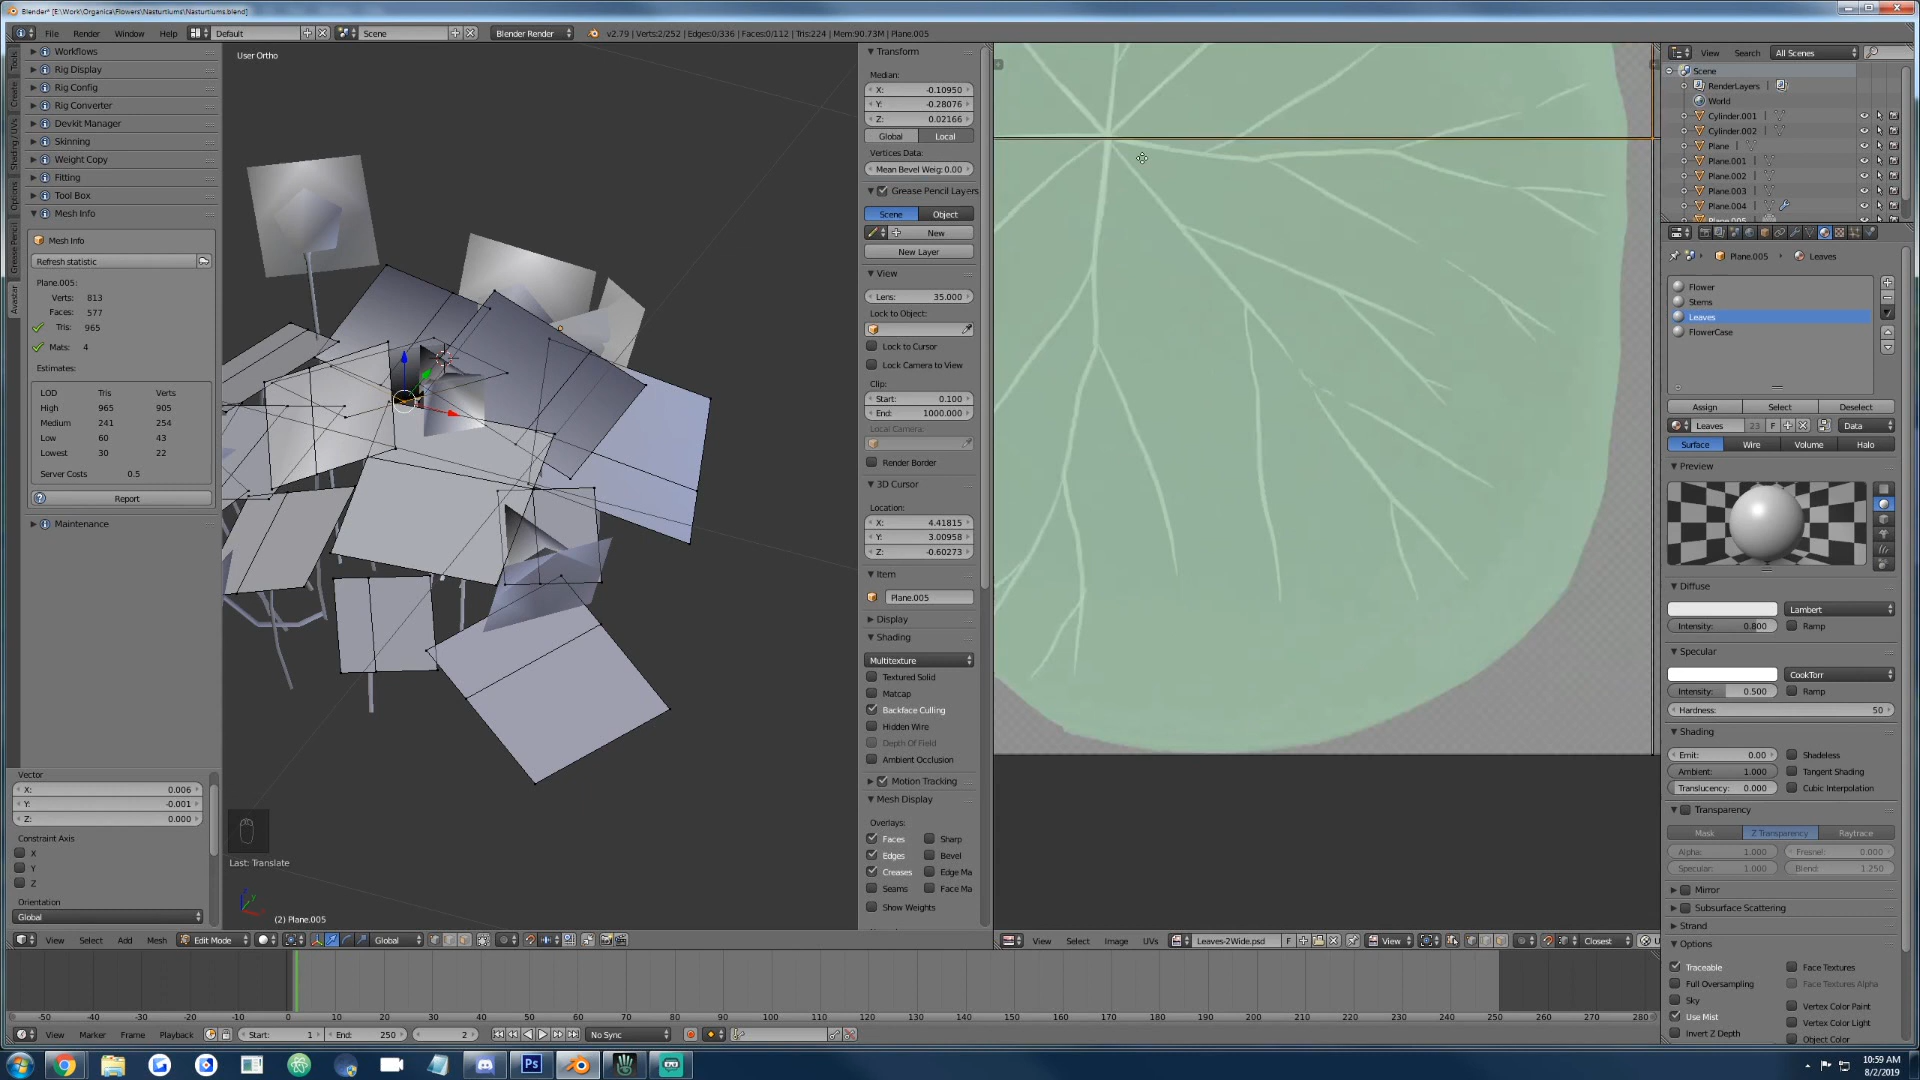 Blender* [E:\Work\Organica\Flowers\Nasturtiums\Nasturtiums.blend]
File Render Window Help Default Scene Blender Render v2.79 | Verts:2/252 | Edges:0/336 | Faces:0/112 | Tris:224 | Mem:90.73M | Plane.005
Tools
Create
Shading / UVs
Options
Grease Pencil
Avastar
Workflows
Rig Display
Rig Config
Rig Converter
Devkit Manager
Skinning
Weight Copy
Fitting
Tool Box
Mesh Info
Mesh Info
Refresh statistic
Plane.005:
Verts: 813
Faces: 577
Tris: 965
Mats: 4
Estimates:
LOD Tris Verts
High 965 905
Medium 241 254
Low 60 43
Lowest 30 22
Server Costs 0.5
Report
Maintenance
Vector
X: 0.006
Y: -0.001
Z: 0.000
Constraint Axis
X
Y
Z
Orientation
Global
User Ortho
Last: Translate
(2) Plane.005
View Select Add Mesh Edit Mode Global
Transform
Median:
X: -0.10950
Y: -0.28076
Z: 0.02166
Global Local
Vertices Data:
Mean Bevel Weig: 0.00
Grease Pencil Layers
Scene Object
New
New Layer
View
Lens: 35.000
Lock to Object:
Lock to Cursor
Lock Camera to View
Clip:
Start: 0.100
End: 1000.000
Local Camera:
Render Border
3D Cursor
Location:
X: 4.41815
Y: 3.00958
Z: -0.60273
Item
Plane.005
Display
Shading
Multitexture
Textured Solid
Matcap
Backface Culling
Hidden Wire
Depth Of Field
Ambient Occlusion
Motion Tracking
Mesh Display
Overlays:
Faces Sharp
Edges Bevel
Creases Edge Ma
Seams Face Ma
Show Weights
View Select Image UVs Leaves-2Wide.psd F View Closest U
View Search All Scenes
Scene
RenderLayers
World
Cylinder.001
Cylinder.002
Plane
Plane.001
Plane.002
Plane.003
Plane.004
Plane.005
Plane.005 Leaves
Flower
Stems
Leaves
FlowerCase
Assign Select Deselect
Leaves 23 F Data
Surface Wire Volume Halo
Preview
Diffuse
Lambert
Intensity: 0.800 Ramp
Specular
CookTorr
Intensity: 0.500 Ramp
Hardness: 50
Shading
Emit: 0.00 Shadeless
Ambient: 1.000 Tangent Shading
Translucency: 0.000 Cubic Interpolation
Transparency
Mask Z Transparency Raytrace
Alpha: 1.000 Fresnel: 0.000
Specular: 1.000 Blend: 1.250
Mirror
Subsurface Scattering
Strand
Options
Traceable Face Textures
Full Oversampling Face Textures Alpha
Sky
Use Mist Vertex Color Paint
Invert Z Depth Vertex Color Light
Object Color
-50 -40 -30 -20 -10 0 10 20 30 40 50 60 70 80 90 100 110 120 130 140 150 160 170 180 190 200 210 220 230 240 250 260 270 280
View Marker Frame Playback Start: 1 End: 250 2 No Sync
Ps
10:59 AM
8/2/2019